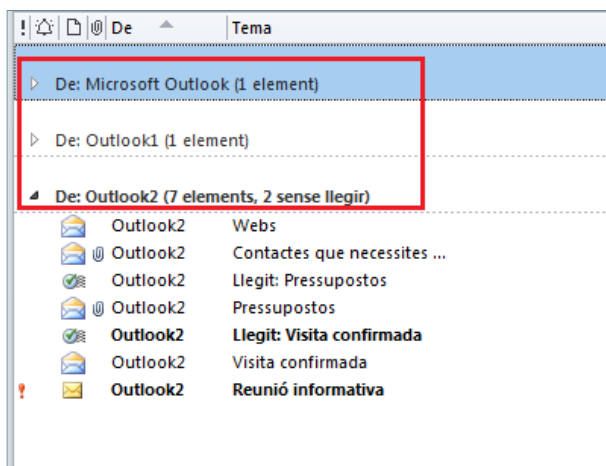 ! De Tema
De: Microsoft Outlook (1 element)
De: Outlook1 (1 element)
De: Outlook2 (7 elements, 2 sense llegir)
Outlook2 Webs
Outlook2 Contactes que necessites ...
Outlook2 Llegit: Pressupostos
Outlook2 Pressupostos
Outlook2 Llegit: Visita confirmada
Outlook2 Visita confirmada
Outlook2 Reunió informativa